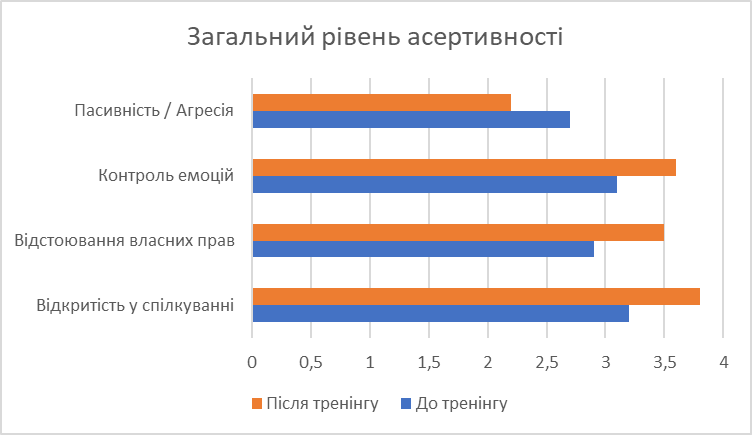 Загальний рівень асертивності
Пасивність / Агресія
Контроль емоцій
Відстоювання власних прав
Відкритість у спілкуванні
0 0,5 1 1,5 2 2,5 3 3,5 4
Після тренінгу До тренінгу